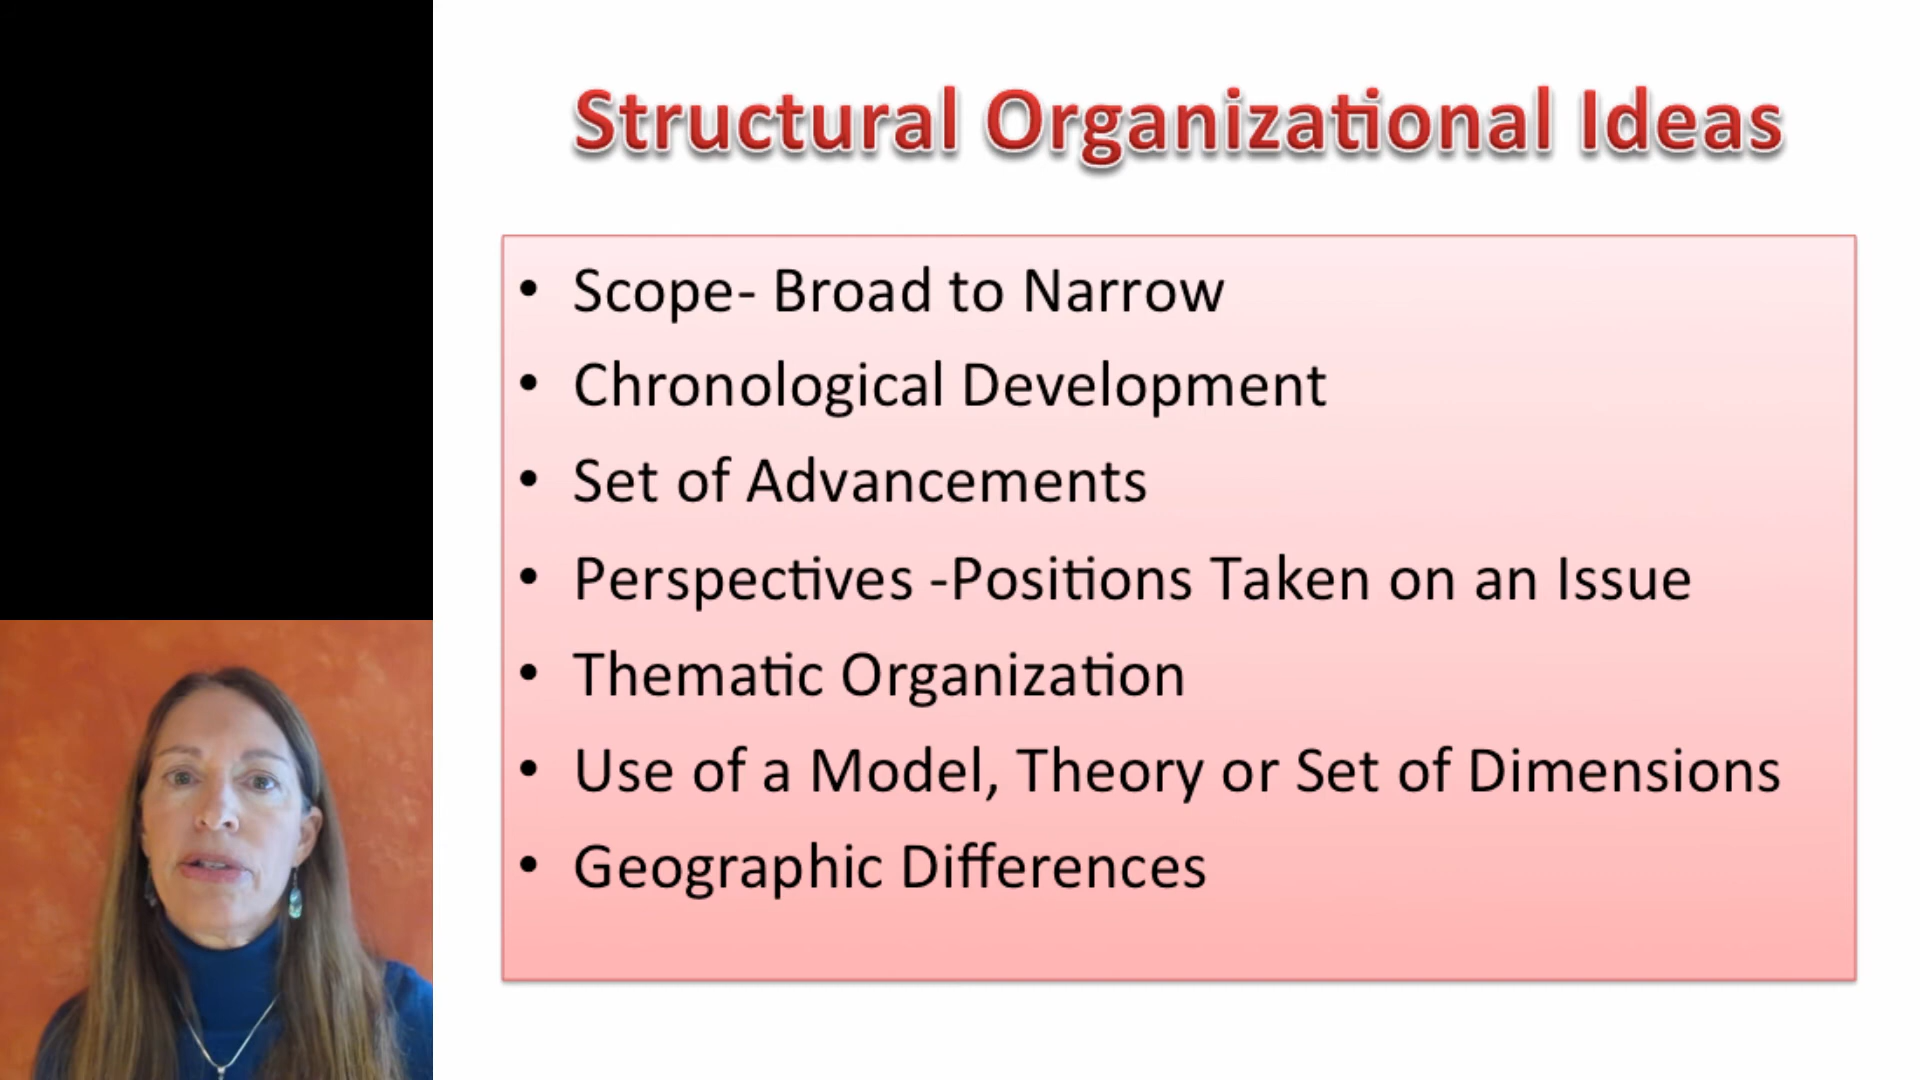 Structural Organizational Ideas
• Scope- Broad to Narrow
• Chronological Development
• Set of Advancements
• Perspectives -Positions Taken on an Issue
• Thematic Organization
• Use of a Model, Theory or Set of Dimensions
• Geographic Differences